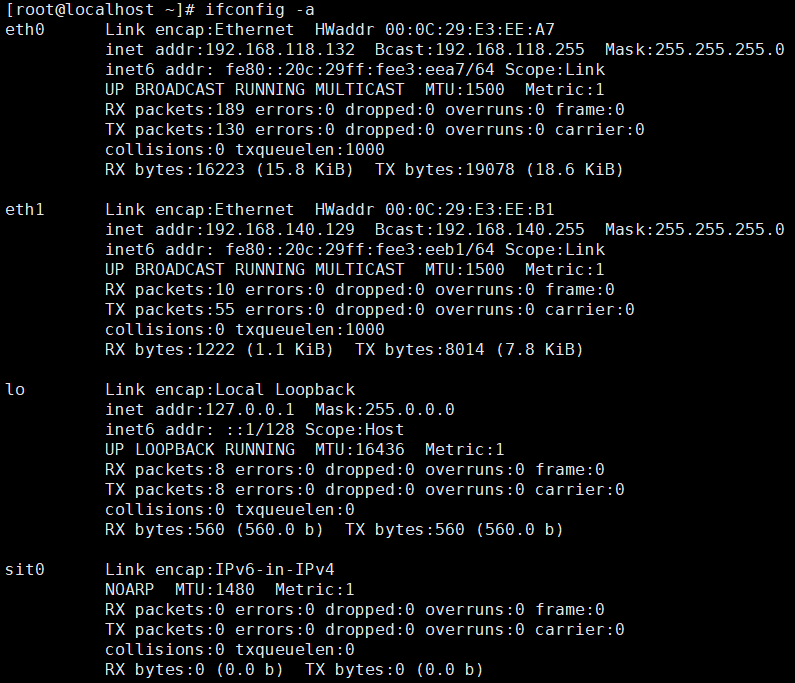 [root@localhost ~]# ifconfig -a
eth0      Link encap:Ethernet  HWaddr 00:0C:29:E3:EE:A7
          inet addr:192.168.118.132  Bcast:192.168.118.255  Mask:255.255.255.0
          inet6 addr: fe80::20c:29ff:fee3:eea7/64 Scope:Link
          UP BROADCAST RUNNING MULTICAST  MTU:1500  Metric:1
          RX packets:189 errors:0 dropped:0 overruns:0 frame:0
          TX packets:130 errors:0 dropped:0 overruns:0 carrier:0
          collisions:0 txqueuelen:1000
          RX bytes:16223 (15.8 KiB)  TX bytes:19078 (18.6 KiB)

eth1      Link encap:Ethernet  HWaddr 00:0C:29:E3:EE:B1
          inet addr:192.168.140.129  Bcast:192.168.140.255  Mask:255.255.255.0
          inet6 addr: fe80::20c:29ff:fee3:eeb1/64 Scope:Link
          UP BROADCAST RUNNING MULTICAST  MTU:1500  Metric:1
          RX packets:10 errors:0 dropped:0 overruns:0 frame:0
          TX packets:55 errors:0 dropped:0 overruns:0 carrier:0
          collisions:0 txqueuelen:1000
          RX bytes:1222 (1.1 KiB)  TX bytes:8014 (7.8 KiB)

lo        Link encap:Local Loopback
          inet addr:127.0.0.1  Mask:255.0.0.0
          inet6 addr: ::1/128 Scope:Host
          UP LOOPBACK RUNNING  MTU:16436  Metric:1
          RX packets:8 errors:0 dropped:0 overruns:0 frame:0
          TX packets:8 errors:0 dropped:0 overruns:0 carrier:0
          collisions:0 txqueuelen:0
          RX bytes:560 (560.0 b)  TX bytes:560 (560.0 b)

sit0      Link encap:IPv6-in-IPv4
          NOARP  MTU:1480  Metric:1
          RX packets:0 errors:0 dropped:0 overruns:0 frame:0
          TX packets:0 errors:0 dropped:0 overruns:0 carrier:0
          collisions:0 txqueuelen:0
          RX bytes:0 (0.0 b)  TX bytes:0 (0.0 b)